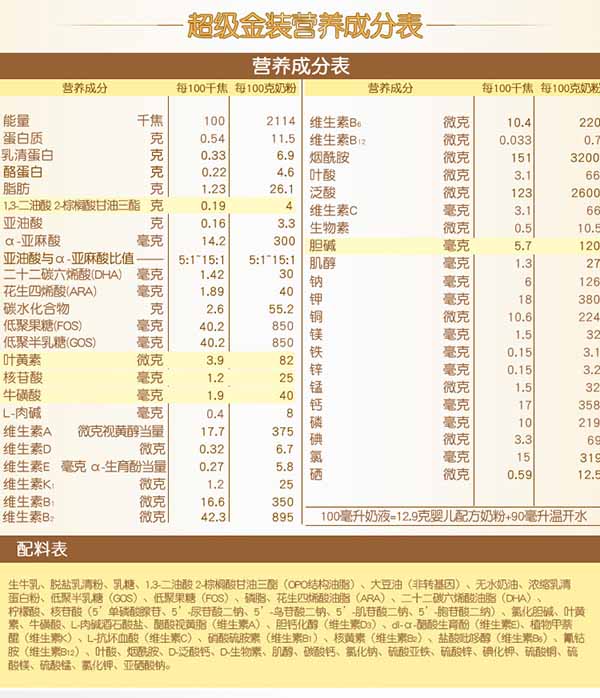 超级金装营养成分表
营养成分表
营养成分 每100千焦 每100克奶粉
能量 千焦 100 2114
蛋白质 克 0.54 11.5
乳清蛋白 克 0.33 6.9
酪蛋白 克 0.22 4.6
脂肪 克 1.23 26.1
1,3-二油酸 2-棕榈酸甘油三酯 克 0.19 4
亚油酸 克 0.16 3.3
α-亚麻酸 毫克 14.2 300
亚油酸与α-亚麻酸比值 —— 5:1~15:1 5:1~15:1
二十二碳六烯酸(DHA) 毫克 1.42 30
花生四烯酸(ARA) 毫克 1.89 40
碳水化合物 克 2.6 55.2
低聚果糖(FOS) 毫克 40.2 850
低聚半乳糖(GOS) 毫克 40.2 850
叶黄素 微克 3.9 82
核苷酸 毫克 1.2 25
牛磺酸 毫克 1.9 40
L-肉碱 毫克 0.4 8
维生素A 微克视黄醇当量 17.7 375
维生素D 微克 0.32 6.7
维生素E 毫克 α-生育酚当量 0.27 5.8
维生素K₁ 微克 1.2 25
维生素B₁ 微克 16.6 350
维生素B₂ 微克 42.3 895
营养成分 每100千焦 每100克奶粉
维生素B₆ 微克 10.4 220
维生素B₁₂ 微克 0.033 0.7
烟酰胺 微克 151 3200
叶酸 微克 3.1 66
泛酸 微克 123 2600
维生素C 毫克 3.1 66
生物素 微克 0.5 10.5
胆碱 毫克 5.7 120
肌醇 毫克 1.3 27
钠 毫克 6 126
钾 毫克 18 380
铜 微克 10.6 224
镁 毫克 1.5 32
铁 毫克 0.15 3.1
锌 毫克 0.15 3.2
锰 微克 1.5 32
钙 毫克 17 358
磷 毫克 10 219
碘 微克 3.3 69
氯 毫克 15 319
硒 微克 0.59 12.5
100毫升奶液=12.9克婴儿配方奶粉+90毫升温开水
配料表
生牛乳、脱盐乳清粉、乳糖、1,3-二油酸 2-棕榈酸甘油三酯（OPO结构油脂）、大豆油（非转基因）、无水奶油、浓缩乳清
蛋白粉、低聚半乳糖（GOS）、低聚果糖（FOS）、磷脂、花生四烯酸油脂（ARA）、二十二碳六烯酸油脂（DHA）、
柠檬酸、核苷酸（5’单磷酸腺苷、5’-尿苷酸二钠、5’-鸟苷酸二钠、5’-肌苷酸二钠、5’-胞苷酸二纳）、氯化胆碱、叶黄
素、牛磺酸、L-肉碱酒石酸盐、醋酸视黄脂（维生素A）、胆钙化醇（维生素D₃）、dl-α-醋酸生育酚（维生素E)、植物甲萘
醌（维生素K）、L-抗坏血酸（维生素C）、硝酸硫胺素（维生素B₁）、核黄素（维生素B₂）、盐酸吡哆醇（维生素B₆）、氰钴
胺（维生素B₁₂）、叶酸、烟酰胺、D-泛酸钙、D-生物素、肌醇、碳酸钙、氯化钠、硫酸亚铁、硫酸锌、碘化钾、硫酸铜、硫
酸镁、硫酸锰、氯化钾、亚硒酸钠。